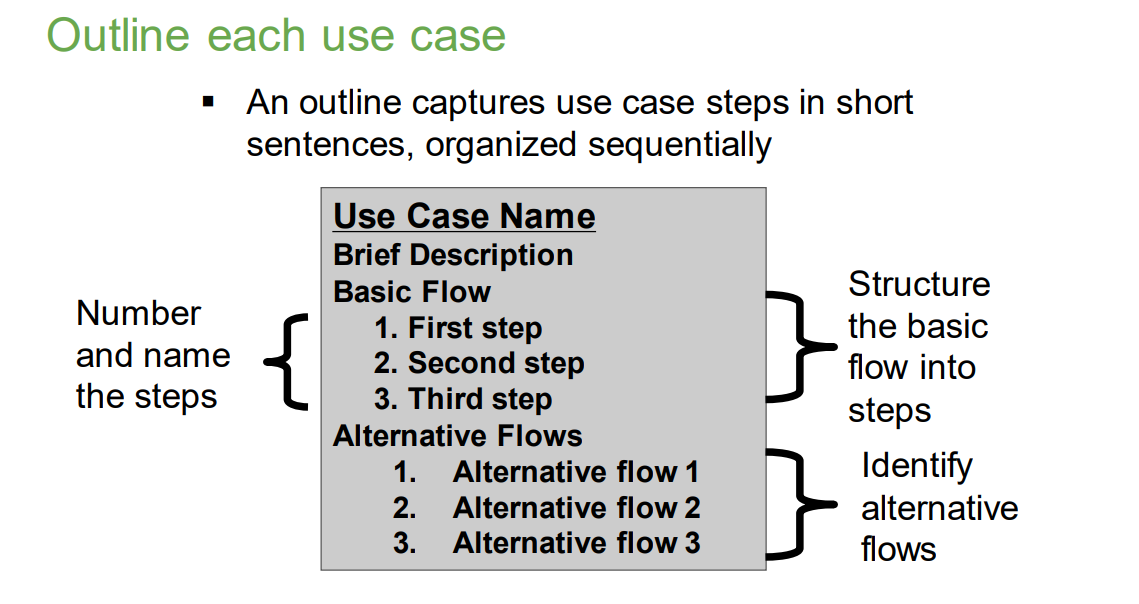 Outline each use case
▪ An outline captures use case steps in short
sentences, organized sequentially
Use Case Name
Brief Description
Basic Flow
1. First step
2. Second step
3. Third step
Alternative Flows
1. Alternative flow 1
2. Alternative flow 2
3. Alternative flow 3
Number
and name
the steps
Structure
the basic
flow into
steps
Identify
alternative
flows